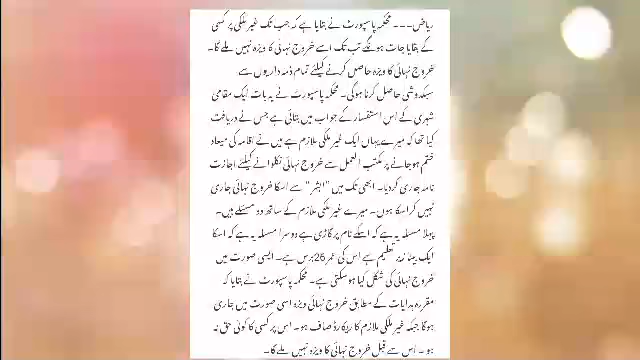 ریاض۔۔۔ محکمہ پاسپورٹ نے بتایا ہے کہ جب تک غیر ملکی پر کسی
کے بقایا جات ہونگے تب تک اسے خروج نہائی کا ویزہ نہیں ملے گا۔
خروج نہائی کا ویزہ حاصل کرنے کیلئے تمام ذمہ داریوں سے
سبکدوشی حاصل کرنا ہوگی۔ محکمہ پاسپورٹ نے یہ بات ایک مقامی
شہری کے اس استفسار کے جواب میں بتائی ہے جس نے دریافت
کیا تھا کہ میرے یہاں ایک غیر ملکی ملازم ہے میں نے اقامہ کی میعاد
ختم ہو جانے پر مکتب العمل سے خروج نہائی نکلوانے کیلئے اجازت
نامہ جاری کردیا۔ ابھی تک میں "ابشر" سے اسکا خروج نہائی جاری
نہیں کراسکا ہوں۔ میرے غیر ملکی ملازم کے ساتھ دو مسئلے ہیں۔
پہلا مسئلہ یہ ہے کہ اسکے نام پر گاڑی ہے دوسرا مسئلہ یہ ہے کہ اسکا
ایک بیٹا زیر تعلیم ہے اس کی عمر 26 برس ہے۔ ایسی صورت میں
خروج نہائی کی شکل کیا ہوسکتی ہے۔ محکمہ پاسپورٹ نے بتایا کہ
مقررہ ہدایات کے مطابق خروج نہائی ویزہ اسی صورت میں جاری
ہوگا جبکہ غیر ملکی ملازم کا ریکارڈ صاف ہو۔ اس پر کسی کا کوئی حق نہ
ہو ۔ اس سے قبل خروج نہائی کا ویزہ نہیں ملے گا۔